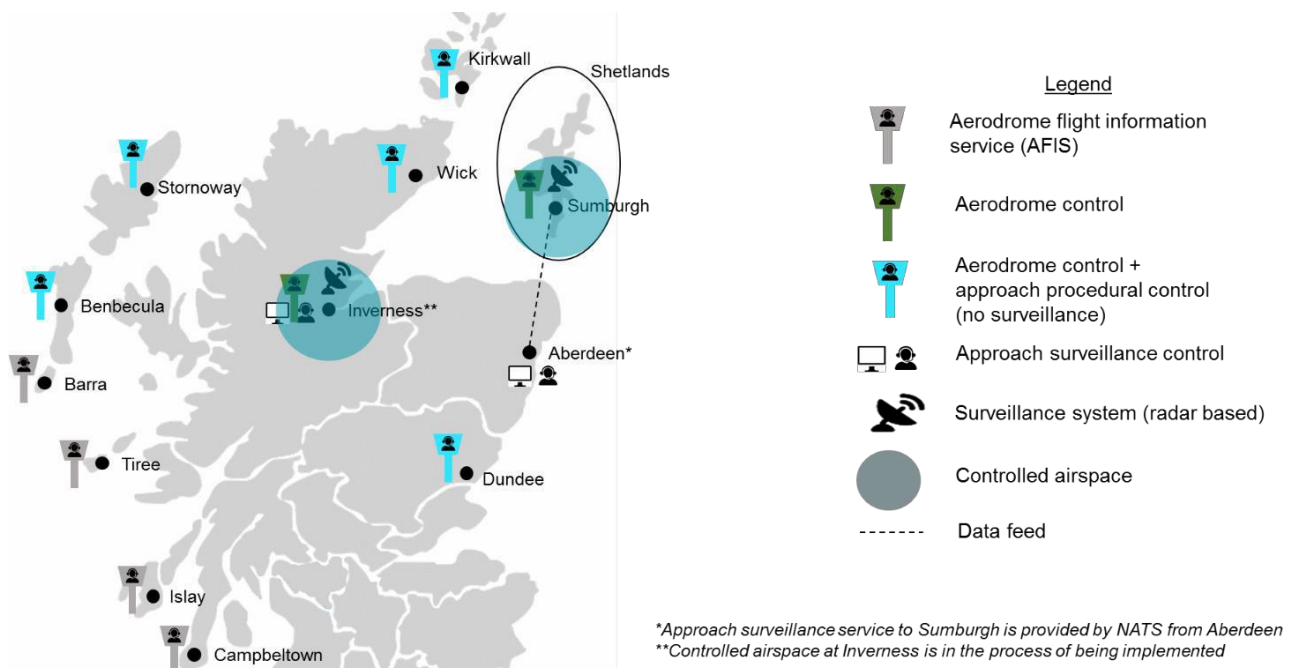 Kirkwall
Shetlands
Stornoway
Wick
Sumburgh
Benbecula
Inverness**
Barra
Aberdeen*
Tiree
Dundee
Islay
Campbeltown
Legend
Aerodrome flight information
service (AFIS)
Aerodrome control
Aerodrome control +
approach procedural control
(no surveillance)
Approach surveillance control
Surveillance system (radar based)
Controlled airspace
Data feed
*Approach surveillance service to Sumburgh is provided by NATS from Aberdeen
**Controlled airspace at Inverness is in the process of being implemented